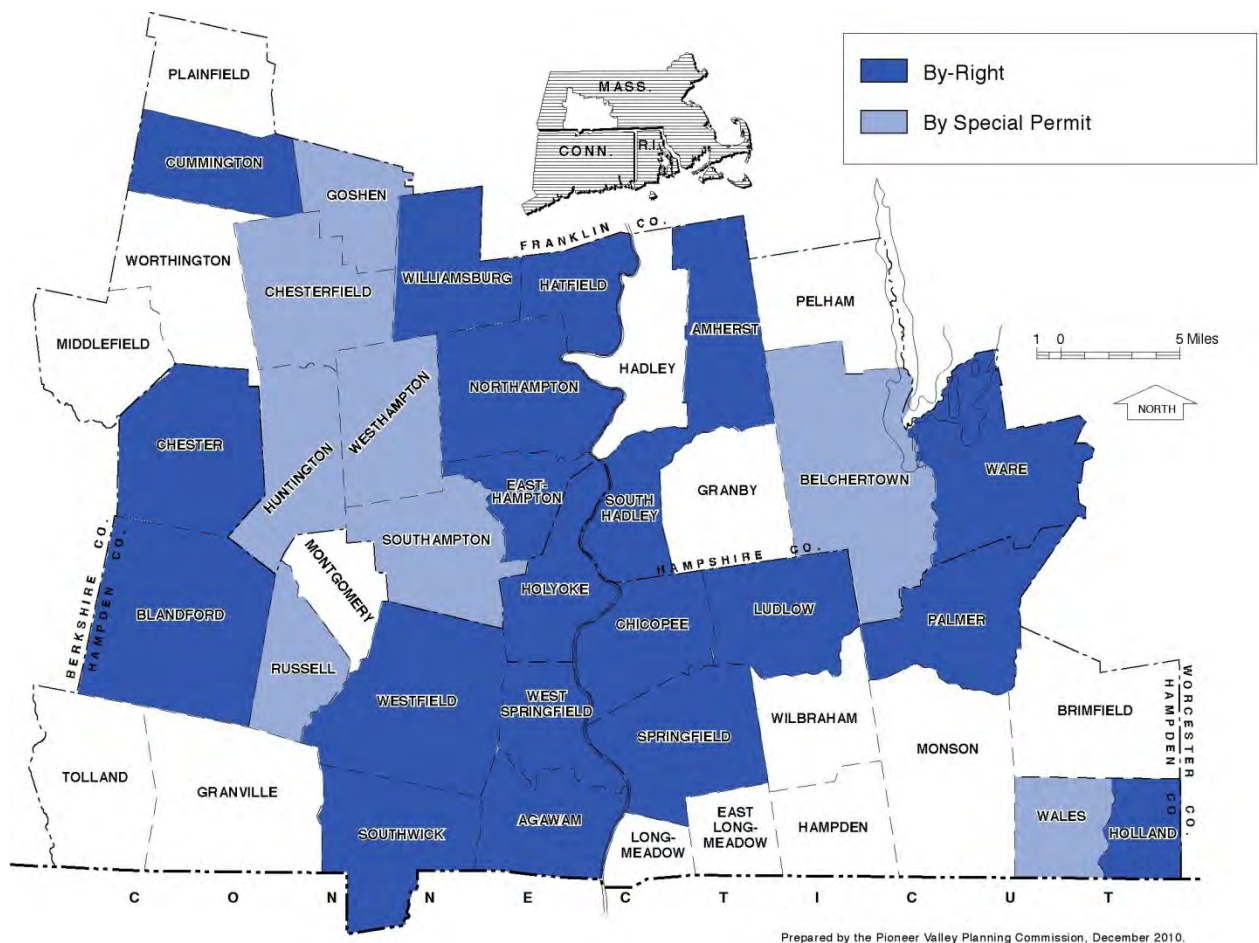 By-Right
By Special Permit
MASS.
CONN.
R.I.
PLAINFIELD
CUMMINGTON
GOSHEN
FRANKLIN CO.
WORTHINGTON
CHESTERFIELD
WILLIAMSBURG
HATFIELD
MIDDLEFIELD
HADLEY
AMHERST
PELHAM
1 0 5 Miles
NORTH
CHESTER
HUNTINGTON
WESTHAMPTON
NORTHAMPTON
EAST-
HAMPTON
SOUTH
HADLEY
GRANBY
BELCHERTOWN
WARE
BERKSHIRE CO.
HAMPDEN CO.
BLANDFORD
MONTGOMERY
SOUTHAMPTON
HOLYOKE
HAMPSHIRE CO.
CHICOPEE
LUDLOW
PALMER
RUSSELL
WESTFIELD
WEST
SPRINGFIELD
SPRINGFIELD
WILBRAHAM
MONSON
BRIMFIELD
WORCESTER CO.
HAMPDEN CO
TOLLAND
GRANVILLE
SOUTHWICK
AGAWAM
LONG-
MEADOW
EAST
LONG-
MEADOW
HAMPDEN
WALES
HOLLAND
CONNECTICUT
Prepared by the Pioneer Valley Planning Commission, December 2010.